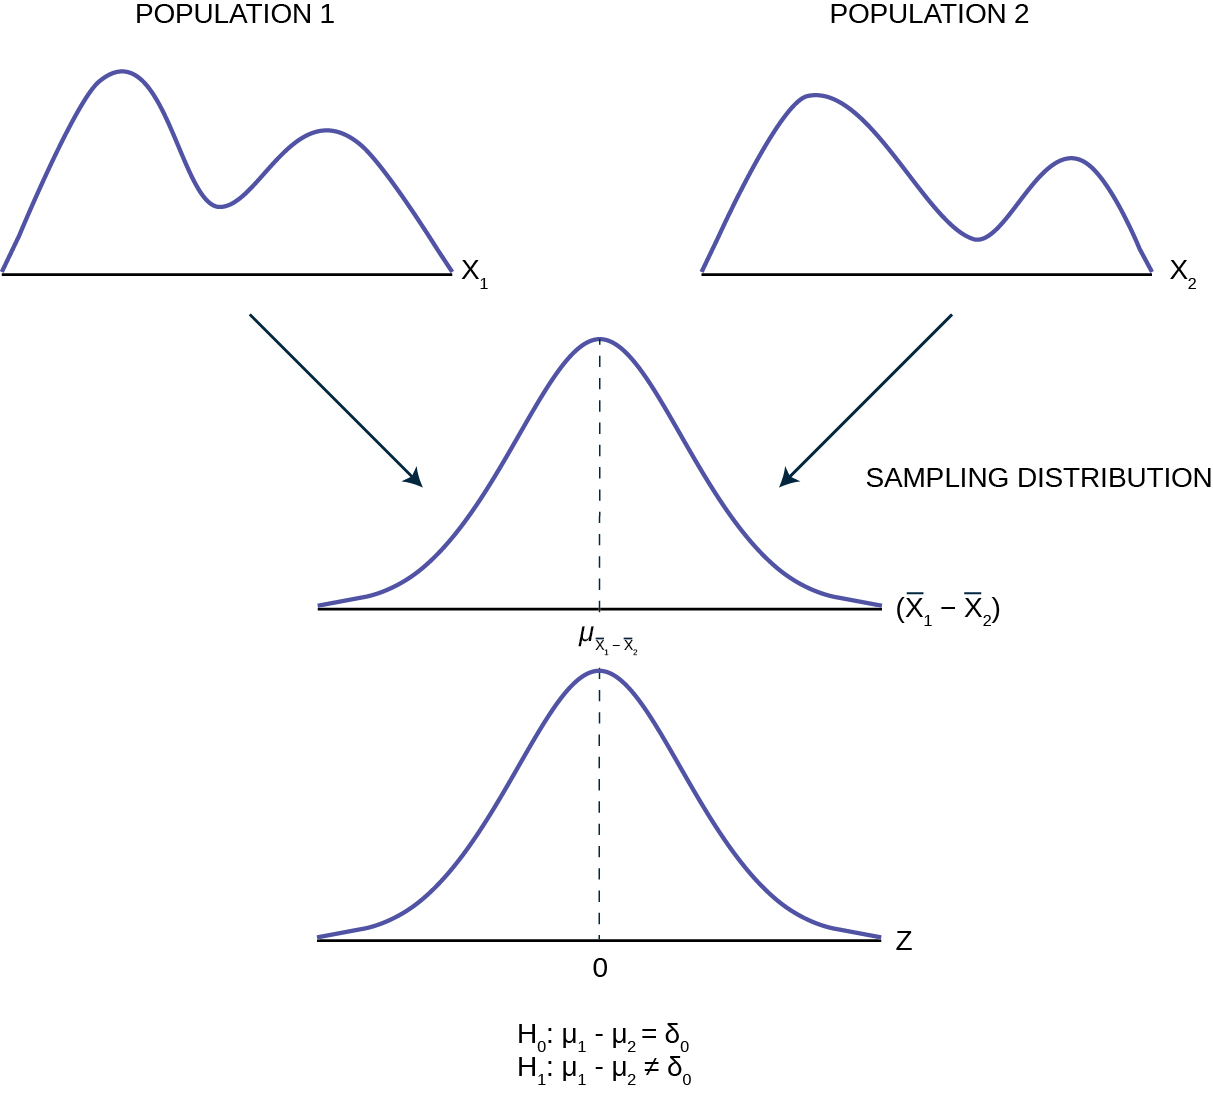 POPULATION 1
POPULATION 2
X₁
X₂
SAMPLING DISTRIBUTION
(X̅₁ − X̅₂)
μ X̅₁ − X̅₂
Z
0
H₀: μ₁ - μ₂ = δ₀
H₁: μ₁ - μ₂ ≠ δ₀